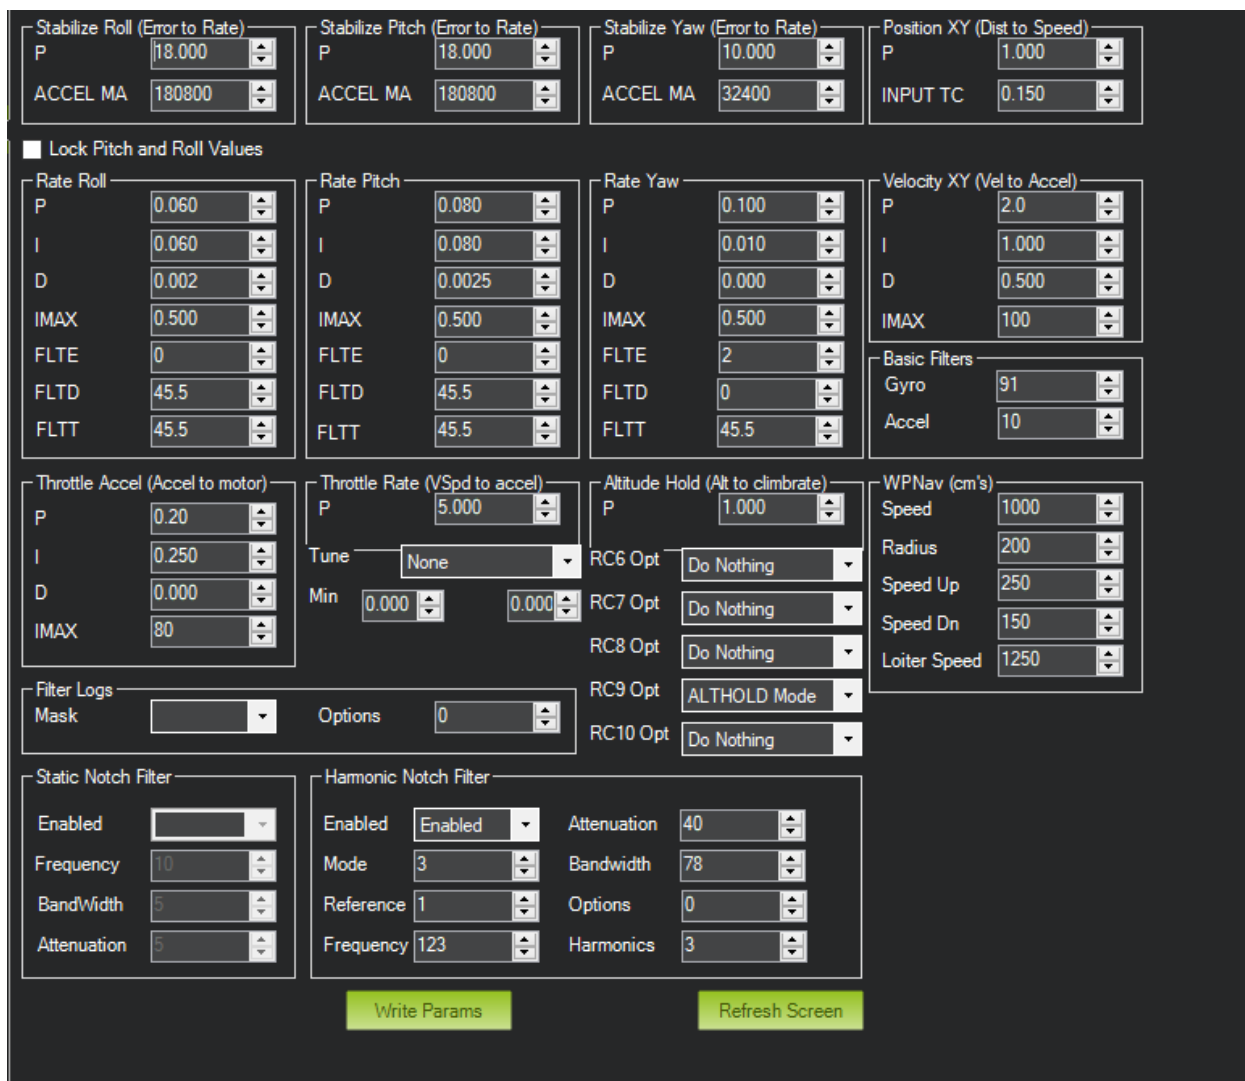 Stabilize Roll (Error to Rate)
P 18.000
ACCEL MA 180800
Stabilize Pitch (Error to Rate)
P 18.000
ACCEL MA 180800
Stabilize Yaw (Error to Rate)
P 10.000
ACCEL MA 32400
Position XY (Dist to Speed)
P 1.000
INPUT TC 0.150
Lock Pitch and Roll Values
Rate Roll
P 0.060
I 0.060
D 0.002
IMAX 0.500
FLTE 0
FLTD 45.5
FLTT 45.5
Rate Pitch
P 0.080
I 0.080
D 0.0025
IMAX 0.500
FLTE 0
FLTD 45.5
FLTT 45.5
Rate Yaw
P 0.100
I 0.010
D 0.000
IMAX 0.500
FLTE 2
FLTD 0
FLTT 45.5
Velocity XY (Vel to Accel)
P 2.0
I 1.000
D 0.500
IMAX 100
Basic Filters
Gyro 91
Accel 10
Throttle Accel (Accel to motor)
P 0.20
I 0.250
D 0.000
IMAX 80
Throttle Rate (VSpd to accel)
P 5.000
Tune None
Min 0.000 0.000
Altitude Hold (Alt to climbrate)
P 1.000
RC6 Opt Do Nothing
RC7 Opt Do Nothing
RC8 Opt Do Nothing
RC9 Opt ALTHOLD Mode
RC10 Opt Do Nothing
WPNav (cm's)
Speed 1000
Radius 200
Speed Up 250
Speed Dn 150
Loiter Speed 1250
Filter Logs
Mask
Options 0
Static Notch Filter
Enabled
Frequency 10
BandWidth 5
Attenuation 5
Harmonic Notch Filter
Enabled Enabled
Mode 3
Reference 1
Frequency 123
Attenuation 40
Bandwidth 78
Options 0
Harmonics 3
Write Params
Refresh Screen